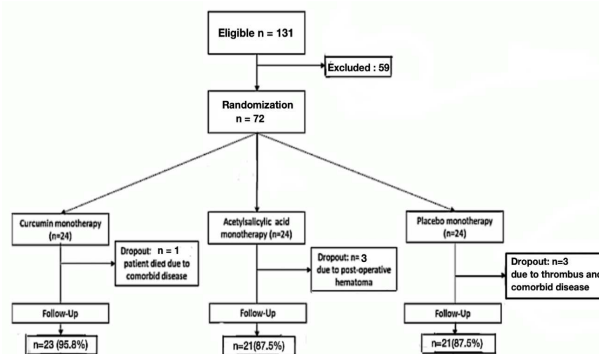 Eligible n = 131
Excluded : 59
Randomization
n = 72
Curcumin monotherapy
(n=24)
Acetylsalicylic acid
monotherapy (n=24)
Placebo monotherapy
(n=24)
Dropout: n = 1
patient died due to
comorbid disease
Dropout: n= 3
due to post-operative
hematoma
Dropout: n=3
due to thrombus and
comorbid disease
Follow-Up
Follow-Up
Follow-Up
n=23 (95.8%)
n=21(87.5%)
n=21(87.5%)